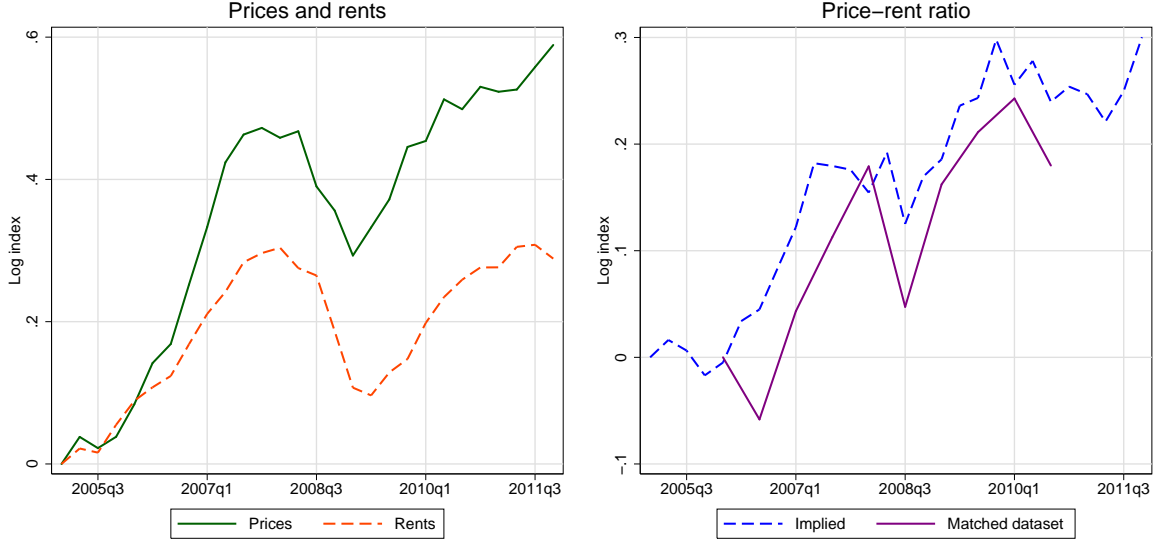 Prices and rents
Log index
.6
.4
.2
0
2005q3 2007q1 2008q3 2010q1 2011q3
Prices Rents
Price−rent ratio
Log index
.3
.2
.1
0
−.1
2005q3 2007q1 2008q3 2010q1 2011q3
Implied Matched dataset